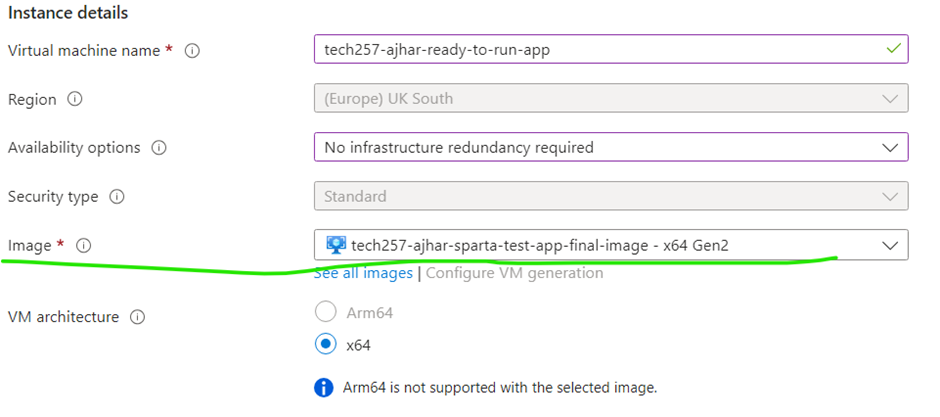 Instance details
Virtual machine name * tech257-ajhar-ready-to-run-app
Region (Europe) UK South
Availability options No infrastructure redundancy required
Security type Standard
Image * tech257-ajhar-sparta-test-app-final-image - x64 Gen2
See all images | Configure VM generation
VM architecture Arm64
x64
Arm64 is not supported with the selected image.